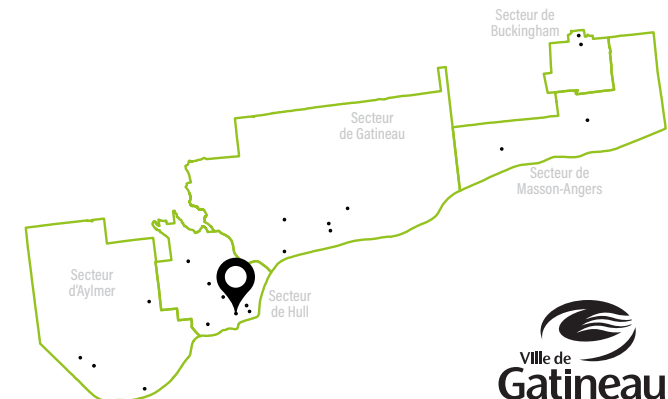 Secteur de
Buckingham
Secteur
de Gatineau
Secteur de
Masson-Angers
Secteur
d'Aylmer
Secteur
de Hull
Ville de
Gatineau